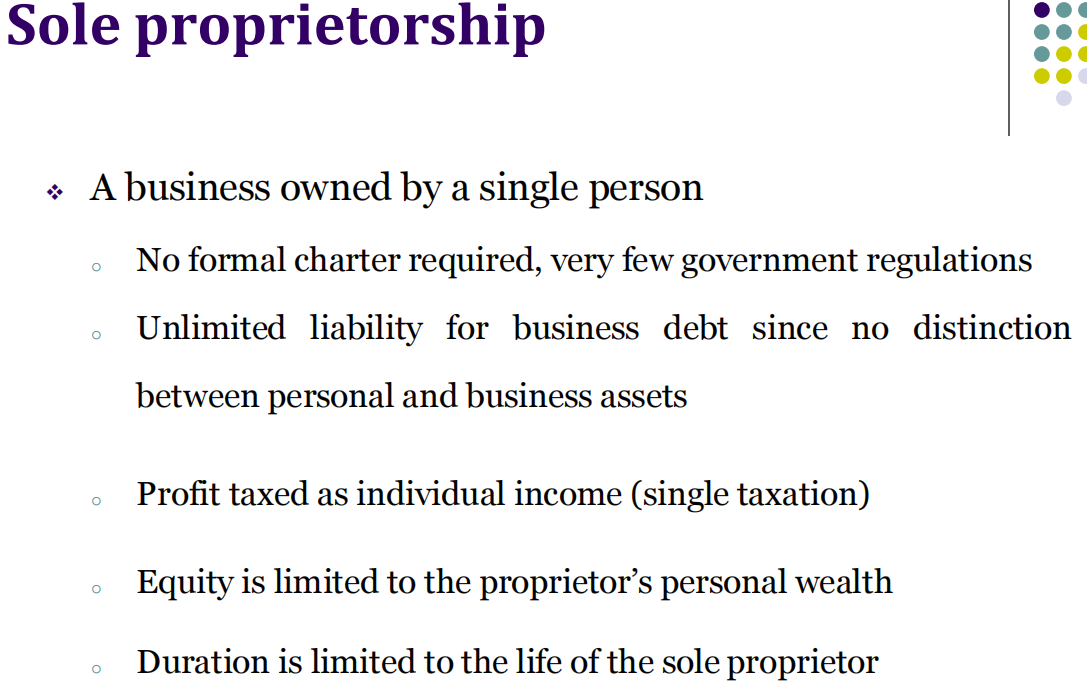 Sole proprietorship
A business owned by a single person
No formal charter required, very few government regulations
Unlimited liability for business debt since no distinction
between personal and business assets
Profit taxed as individual income (single taxation)
Equity is limited to the proprietor’s personal wealth
Duration is limited to the life of the sole proprietor